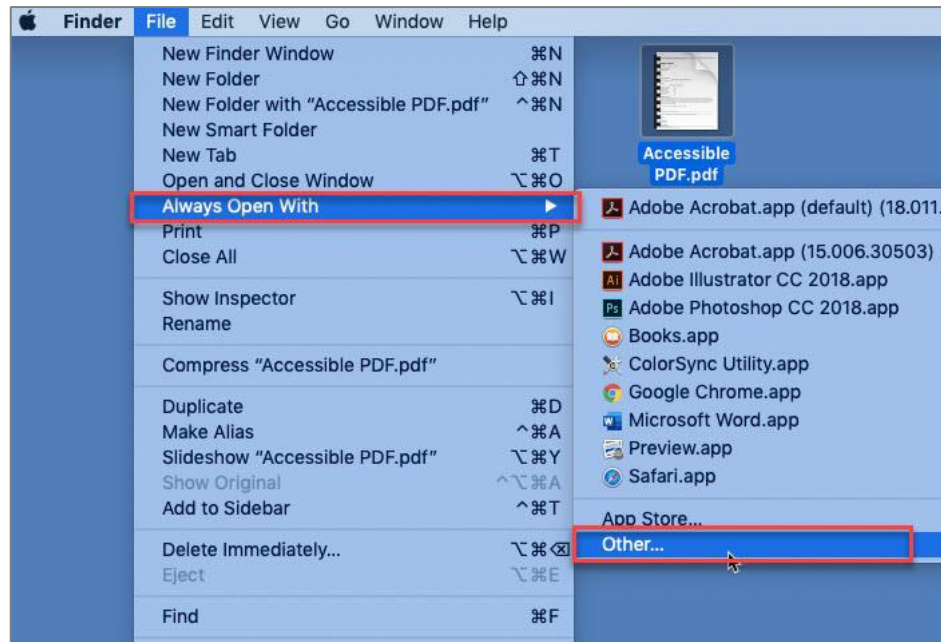 Finder File Edit View Go Window Help
New Finder Window ⌘N
New Folder ⇧⌘N
New Folder with “Accessible PDF.pdf” ^⌘N
New Smart Folder
New Tab ⌘T
Open and Close Window ⌥⌘O
Always Open With ▶
Print ⌘P
Close All ⌥⌘W
Show Inspector ⌥⌘I
Rename
Compress “Accessible PDF.pdf”
Duplicate ⌘D
Make Alias ^⌘A
Slideshow “Accessible PDF.pdf” ⌥⌘Y
Show Original ^⌥⌘A
Add to Sidebar ^⌘T
Delete Immediately... ⌥⌘⌫
Eject ⌥⌘E
Find ⌘F
Accessible
PDF.pdf
Adobe Acrobat.app (default) (18.011.
Adobe Acrobat.app (15.006.30503)
Ai Adobe Illustrator CC 2018.app
Ps Adobe Photoshop CC 2018.app
Books.app
ColorSync Utility.app
Google Chrome.app
Microsoft Word.app
Preview.app
Safari.app
App Store...
Other...